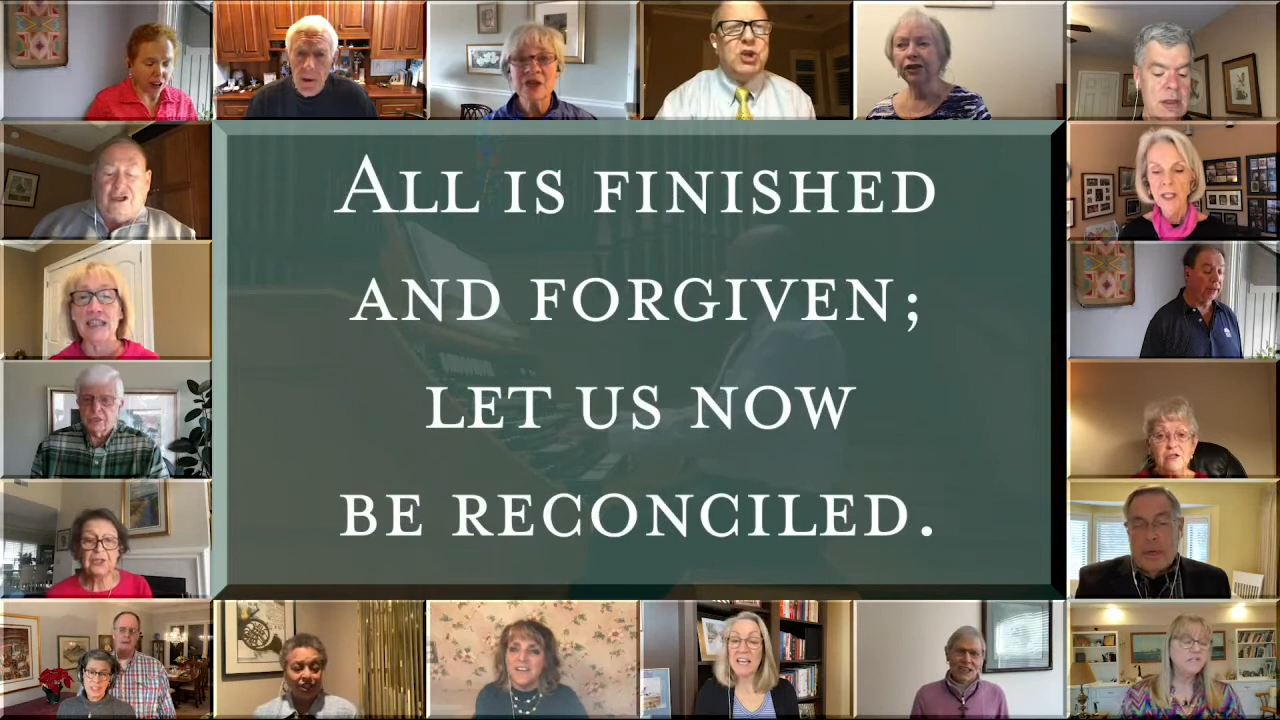 All is finished
and forgiven;
let us now
be reconciled.